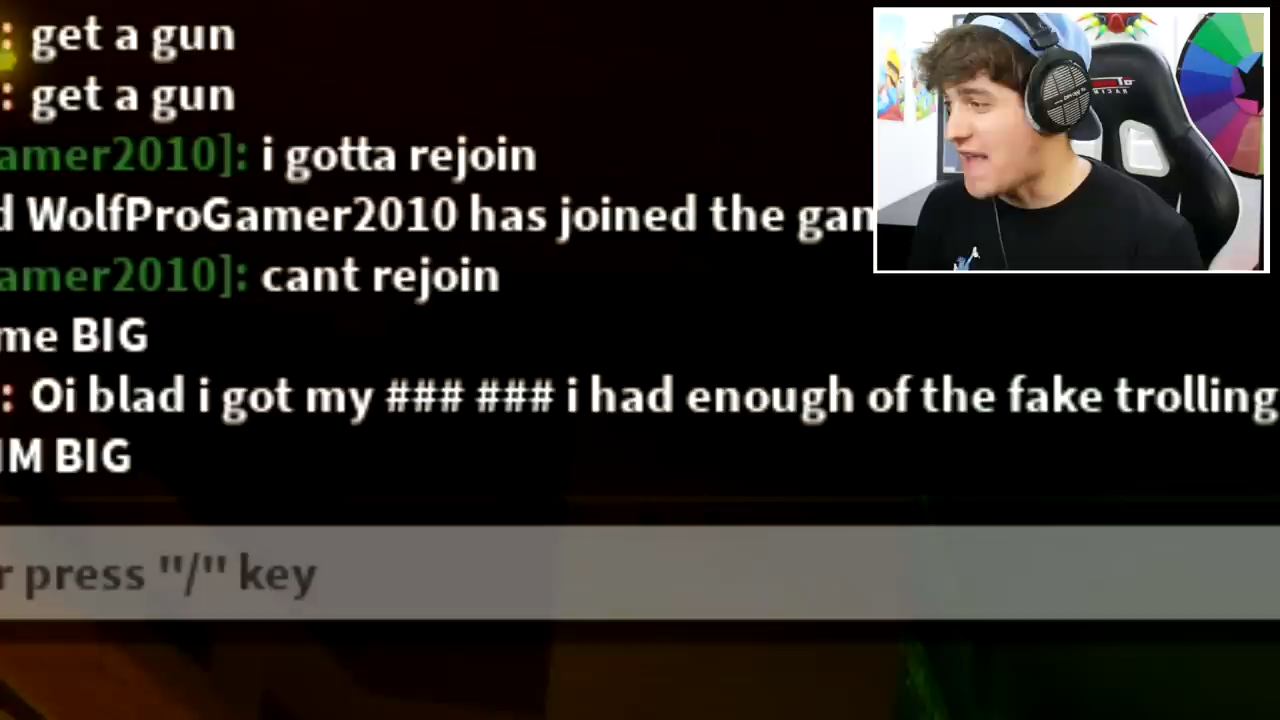 : get a gun
: get a gun
amer2010]: i gotta rejoin
d WolfProGamer2010 has joined the gam
amer2010]: cant rejoin
me BIG
: Oi blad i got my ### ### i had enough of the fake trolling
IM BIG
r press "/" key